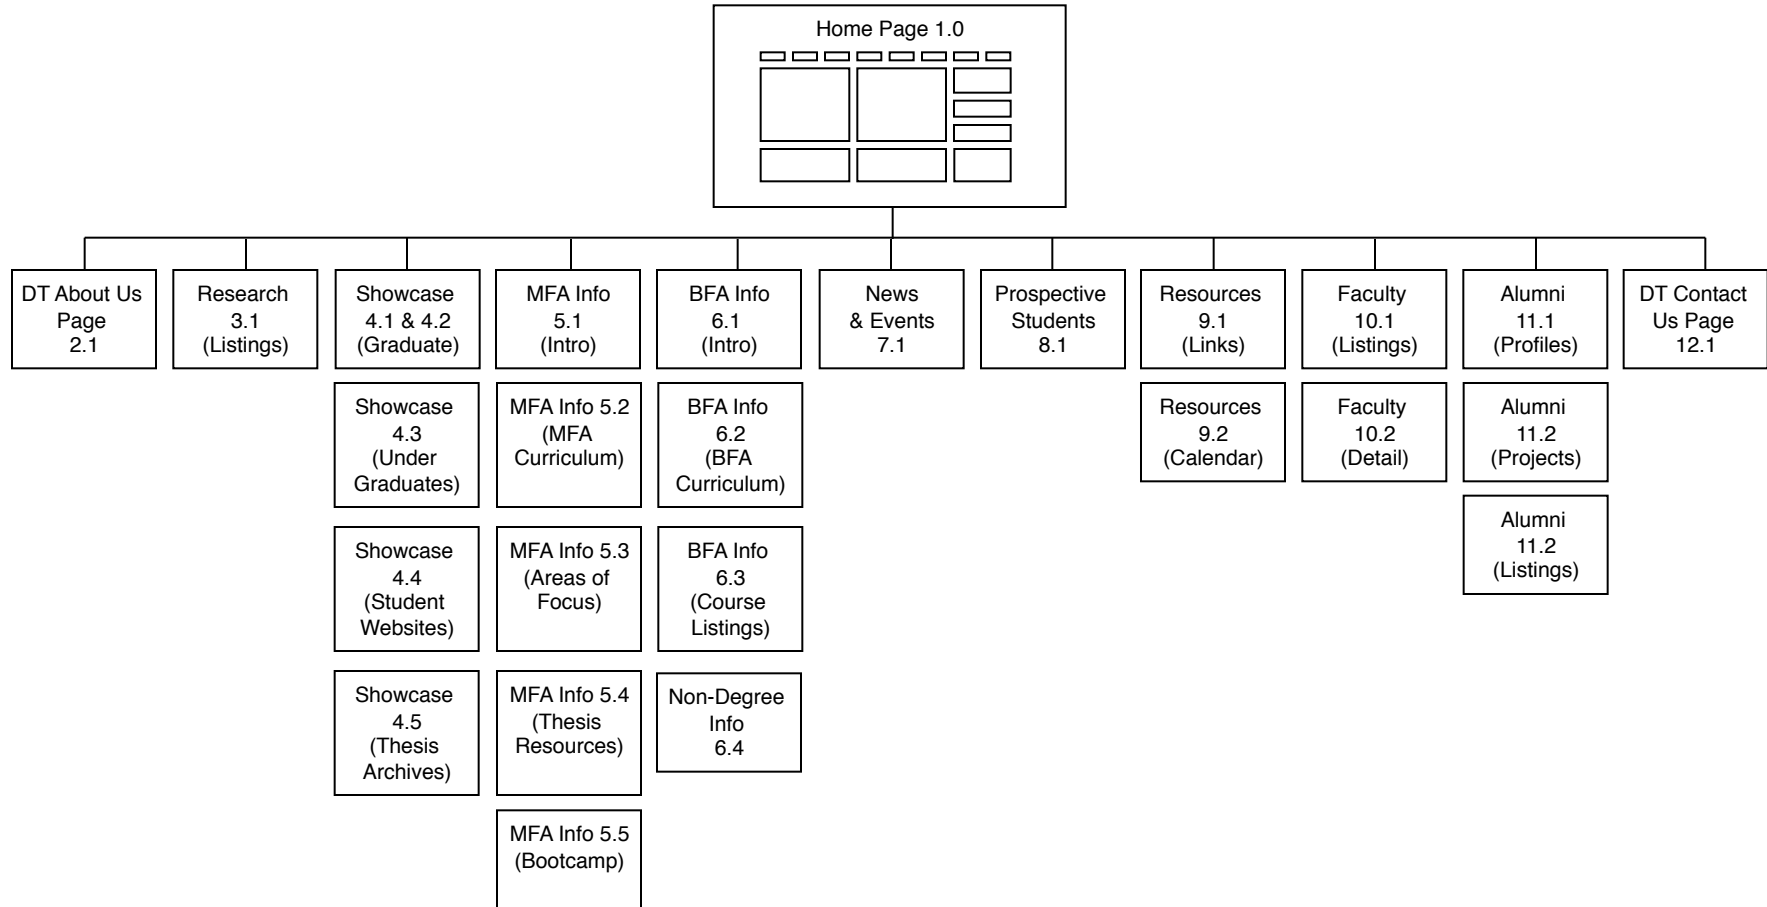 Home Page 1.0
DT About Us
Page
2.1
Research
3.1
(Listings)
Showcase
4.1 & 4.2
(Graduate)
MFA Info
5.1
(Intro)
BFA Info
6.1
(Intro)
News
& Events
7.1
Prospective
Students
8.1
Resources
9.1
(Links)
Faculty
10.1
(Listings)
Alumni
11.1
(Profiles)
DT Contact
Us Page
12.1
Showcase
4.3
(Under
Graduates)
MFA Info 5.2
(MFA
Curriculum)
BFA Info
6.2
(BFA
Curriculum)
Resources
9.2
(Calendar)
Faculty
10.2
(Detail)
Alumni
11.2
(Projects)
Showcase
4.4
(Student
Websites)
MFA Info 5.3
(Areas of
Focus)
BFA Info
6.3
(Course
Listings)
Alumni
11.2
(Listings)
Showcase
4.5
(Thesis
Archives)
MFA Info 5.4
(Thesis
Resources)
Non-Degree
Info
6.4
MFA Info 5.5
(Bootcamp)